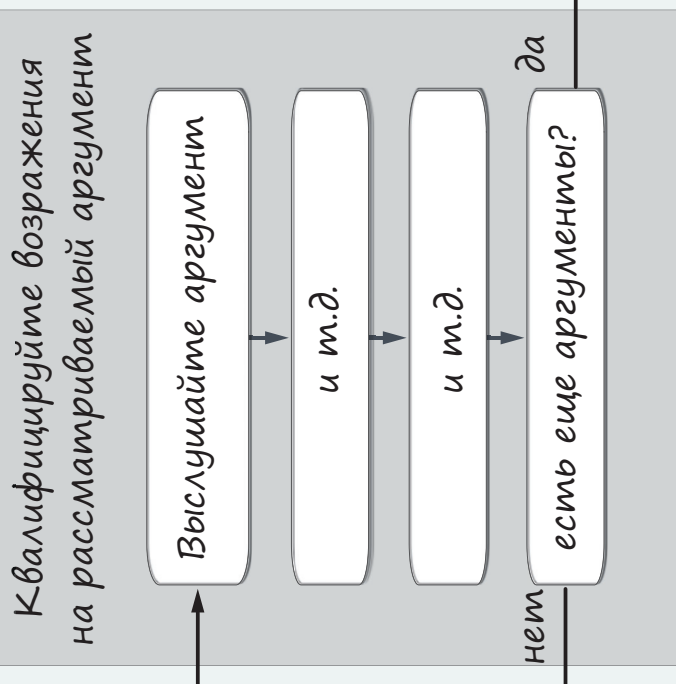 Квалифицируйте возражения
на рассматриваемый аргумент
Выслушайте аргумент
и т.д.
и т.д.
есть еще аргументы?
да
нет